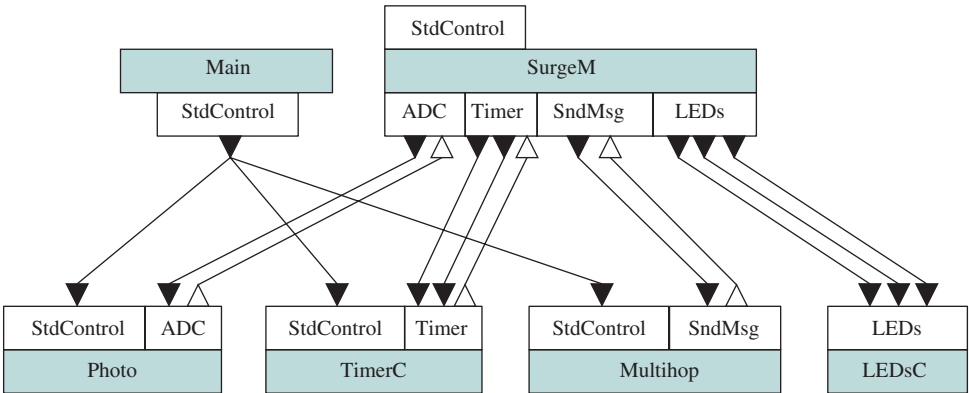 StdControl
Main
SurgeM
StdControl
ADC Timer SndMsg LEDs
StdControl ADC StdControl Timer StdControl SndMsg LEDs
Photo TimerC Multihop LEDsC